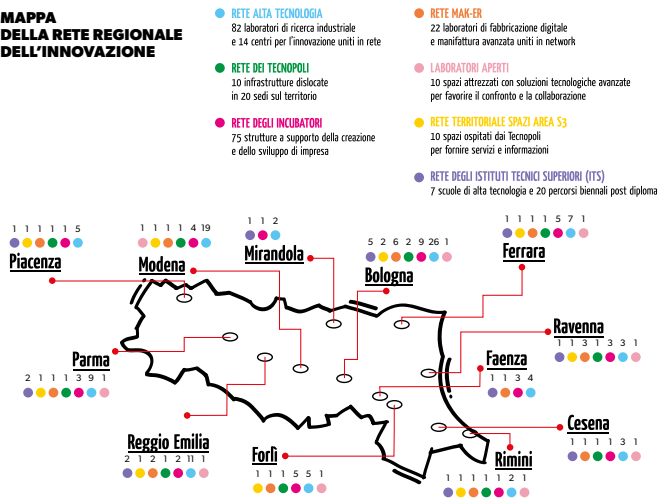 MAPPA
DELLA RETE REGIONALE
DELL'INNOVAZIONE
RETE ALTA TECNOLOGIA
82 laboratori di ricerca industriale
e 14 centri per l'innovazione uniti in rete
RETE DEI TECNOPOLI
10 infrastrutture dislocate
in 20 sedi sul territorio
RETE DEGLI INCUBATORI
75 strutture a supporto della creazione
e dello sviluppo di impresa
RETE MAK-ER
22 laboratori di fabbricazione digitale
e manifattura avanzata uniti in network
LABORATORI APERTI
10 spazi attrezzati con soluzioni tecnologiche avanzate
per favorire il confronto e la collaborazione
RETE TERRITORIALE SPAZI AREA S3
10 spazi ospitati dai Tecnopoli
per fornire servizi e informazioni
RETE DEGLI ISTITUTI TECNICI SUPERIORI (ITS)
7 scuole di alta tecnologia e 20 percorsi biennali post diploma
1 1 1 1 1 5
Piacenza
1 1 1 1 4 19
Modena
1 1 2
Mirandola
5 2 6 2 9 26 1
Bologna
1 1 1 1 5 7 1
Ferrara
Ravenna
1 1 3 1 3 3 1
Parma
2 1 1 1 3 9 1
Faenza
1 1 3 4
Reggio Emilia
2 1 2 1 2 11 1
Forlì
1 1 1 5 5 1
Cesena
1 1 1 1 3 1
Rimini
1 1 1 1 1 2 1